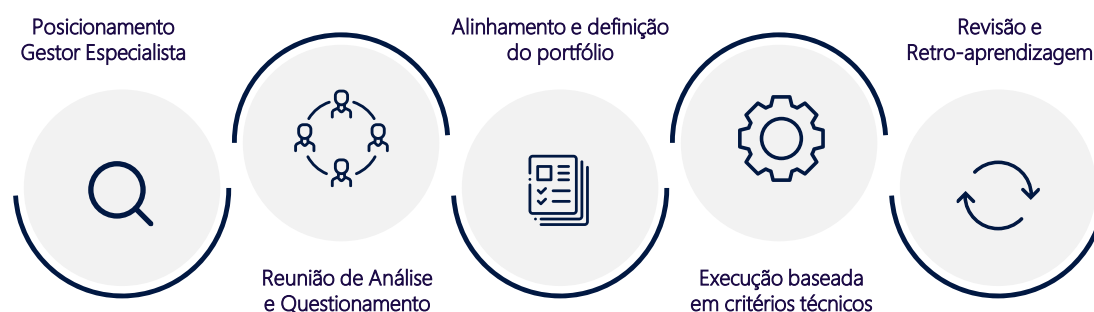 Posicionamento
Gestor Especialista
Reunião de Análise
e Questionamento
Alinhamento e definição
do portfólio
Execução baseada
em critérios técnicos
Revisão e
Retro-aprendizagem